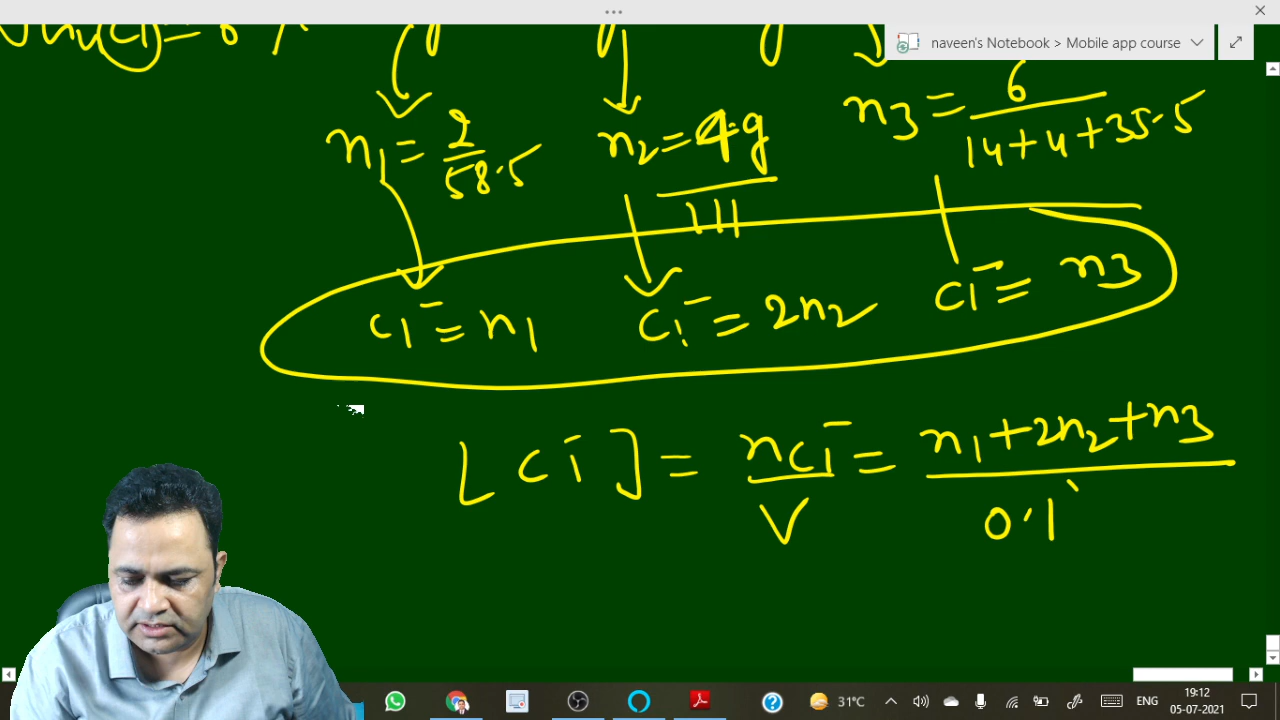 naveen's Notebook > Mobile app course
n1 = 2/58.5
n2 = 4g/111
n3 = 6/14+4+35.5
Cl⁻ = n1
Cl⁻ = 2n2
Cl⁻ = n3
[Cl⁻] = nCl⁻/V = n1+2n2+n3/0.1
31°C
ENG
19:12
05-07-2021